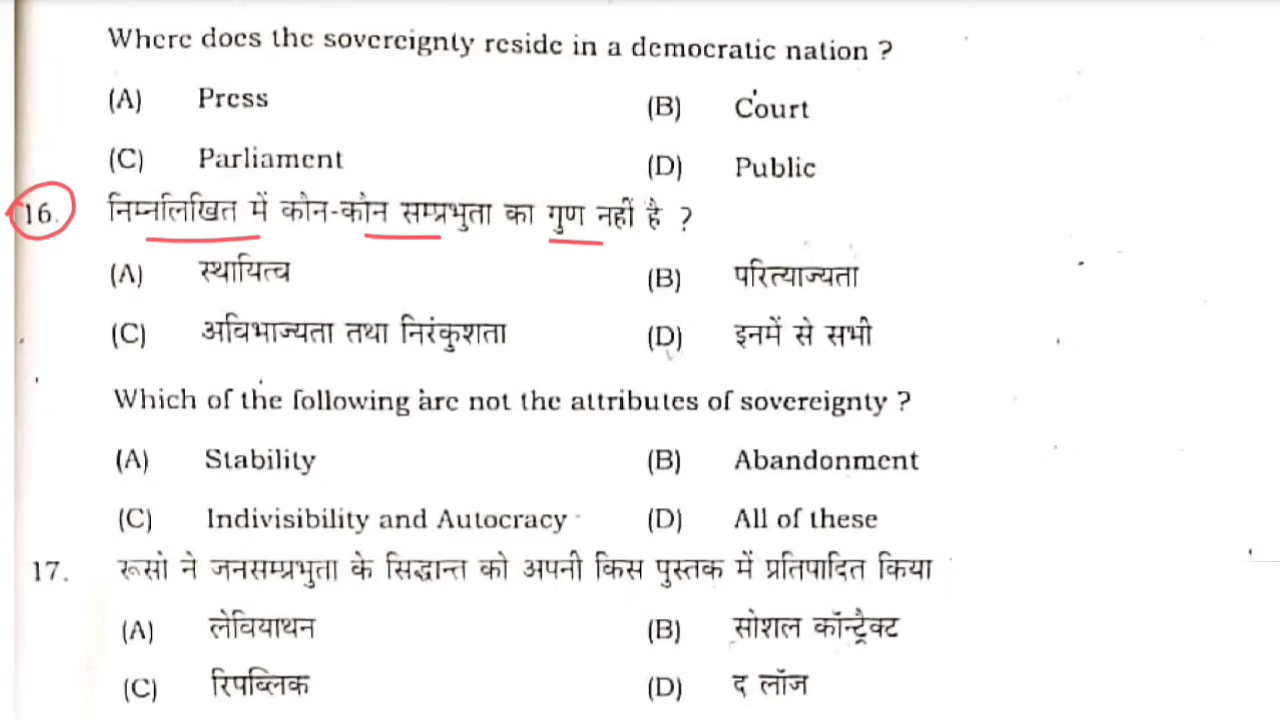 Where does the sovereignty reside in a democratic nation ?
(A) Press (B) Court
(C) Parliament (D) Public
16. निम्नलिखित में कौन-कौन सम्प्रभुता का गुण नहीं है ?
(A) स्थायित्व (B) परित्याज्यता
(C) अविभाज्यता तथा निरंकुशता (D) इनमें से सभी
Which of the following are not the attributes of sovereignty ?
(A) Stability (B) Abandonment
(C) Indivisibility and Autocracy (D) All of these
17. रूसो ने जनसम्प्रभुता के सिद्धान्त को अपनी किस पुस्तक में प्रतिपादित किया
(A) लेवियाथन (B) सोशल कॉन्ट्रैक्ट
(C) रिपब्लिक (D) द लॉज